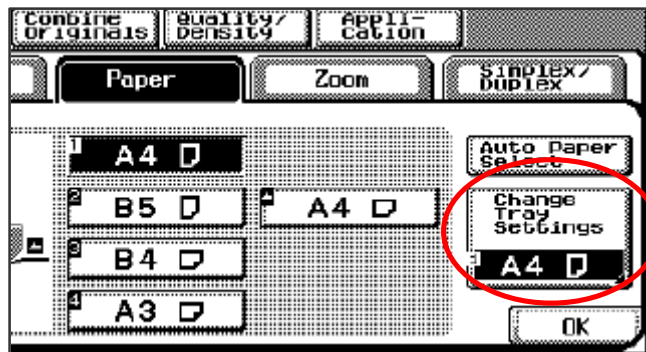 Combine
Originals
Quality/
Density
Appli-
cation
Paper
Zoom
Simplex/
Duplex
1 A4
Auto Paper
Select
2 B5
A4
Change
Tray
Settings
3 B4
1 A4
4 A3
OK